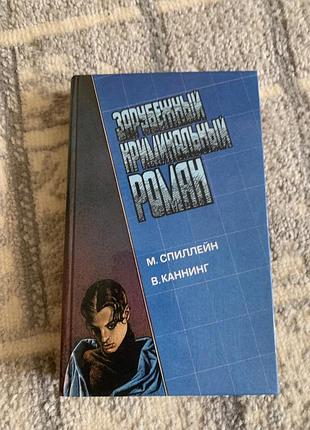 ЗАРУБЕЖНЫЙ
КРИМИНАЛЬНЫЙ
РОМАН
М. СПИЛЛЕЙН
В. КАННИНГ